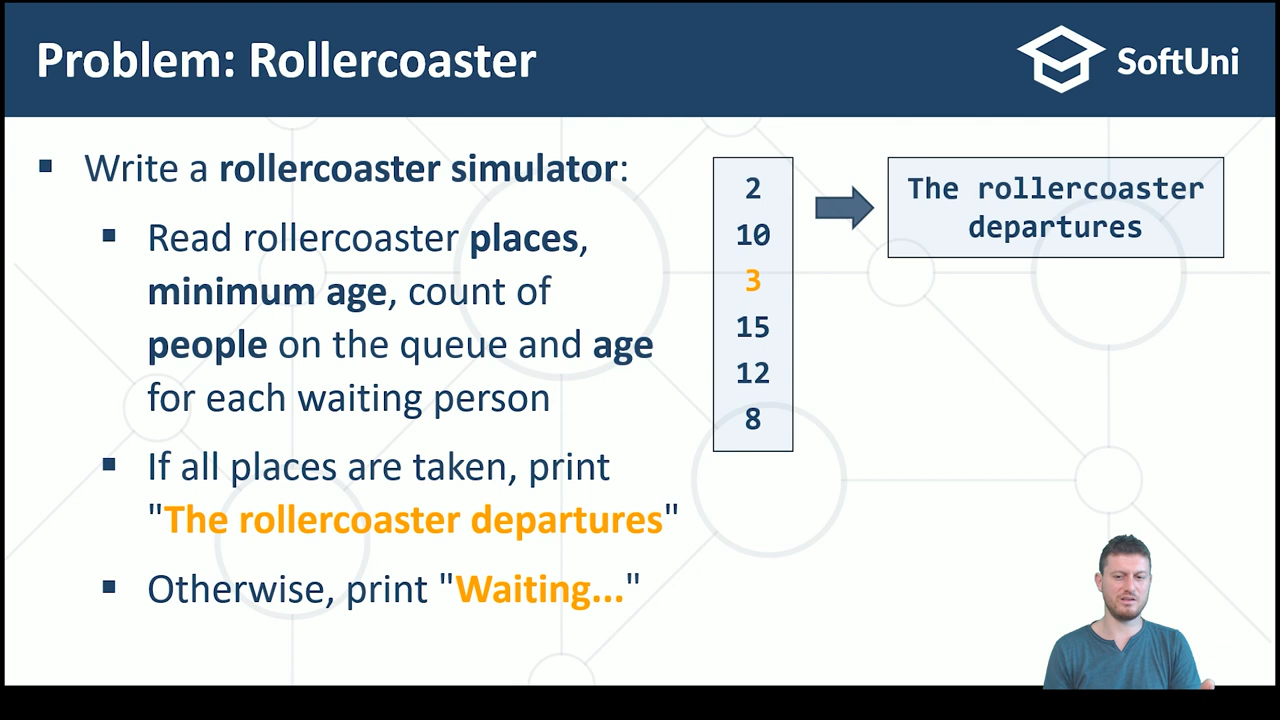 Problem: Rollercoaster
SoftUni
Write a rollercoaster simulator:
Read rollercoaster places,
minimum age, count of
people on the queue and age
for each waiting person
If all places are taken, print
"The rollercoaster departures"
Otherwise, print "Waiting..."
2
10
3
15
12
8
The rollercoaster
departures